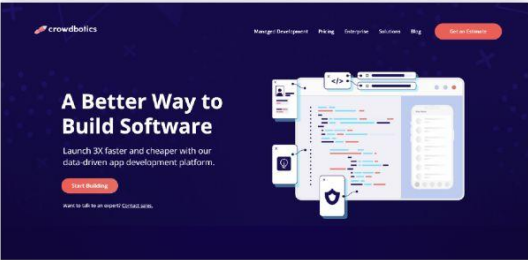 crowdbotics
Managed Development Pricing Enterprise Solutions Blog Get an Estimate
A Better Way to
Build Software
Launch 3X faster and cheaper with our
data-driven app development platform.
Start Building
Want to talk to an expert? Contact sales.
</>